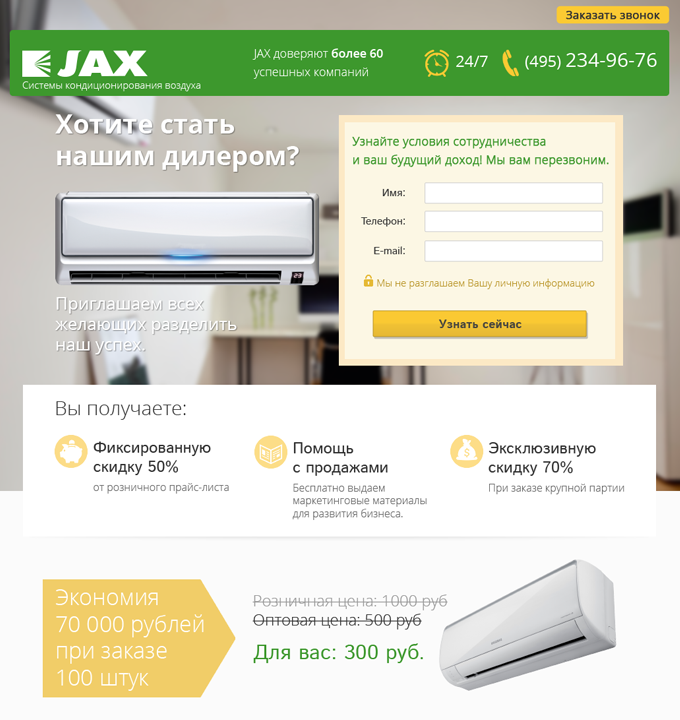 Заказать звонок
JAX
Системы кондиционирования воздуха
JAX доверяют более 60
успешных компаний
24/7
(495) 234-96-76
Хотите стать
нашим дилером?
23
Приглашаем всех
желающих разделить
наш успех.
Узнайте условия сотрудничества
и ваш будущий доход! Мы вам перезвоним.
Имя:
Телефон:
E-mail:
Мы не разглашаем Вашу личную информацию
Узнать сейчас
Вы получаете:
Фиксированную
скидку 50%
от розничного прайс-листа
Помощь
с продажами
Бесплатно выдаем
маркетинговые материалы
для развития бизнеса.
Эксклюзивную
скидку 70%
При заказе крупной партии
Экономия
70 000 рублей
при заказе
100 штук
Розничная цена: 1000 руб
Оптовая цена: 500 руб
Для вас: 300 руб.